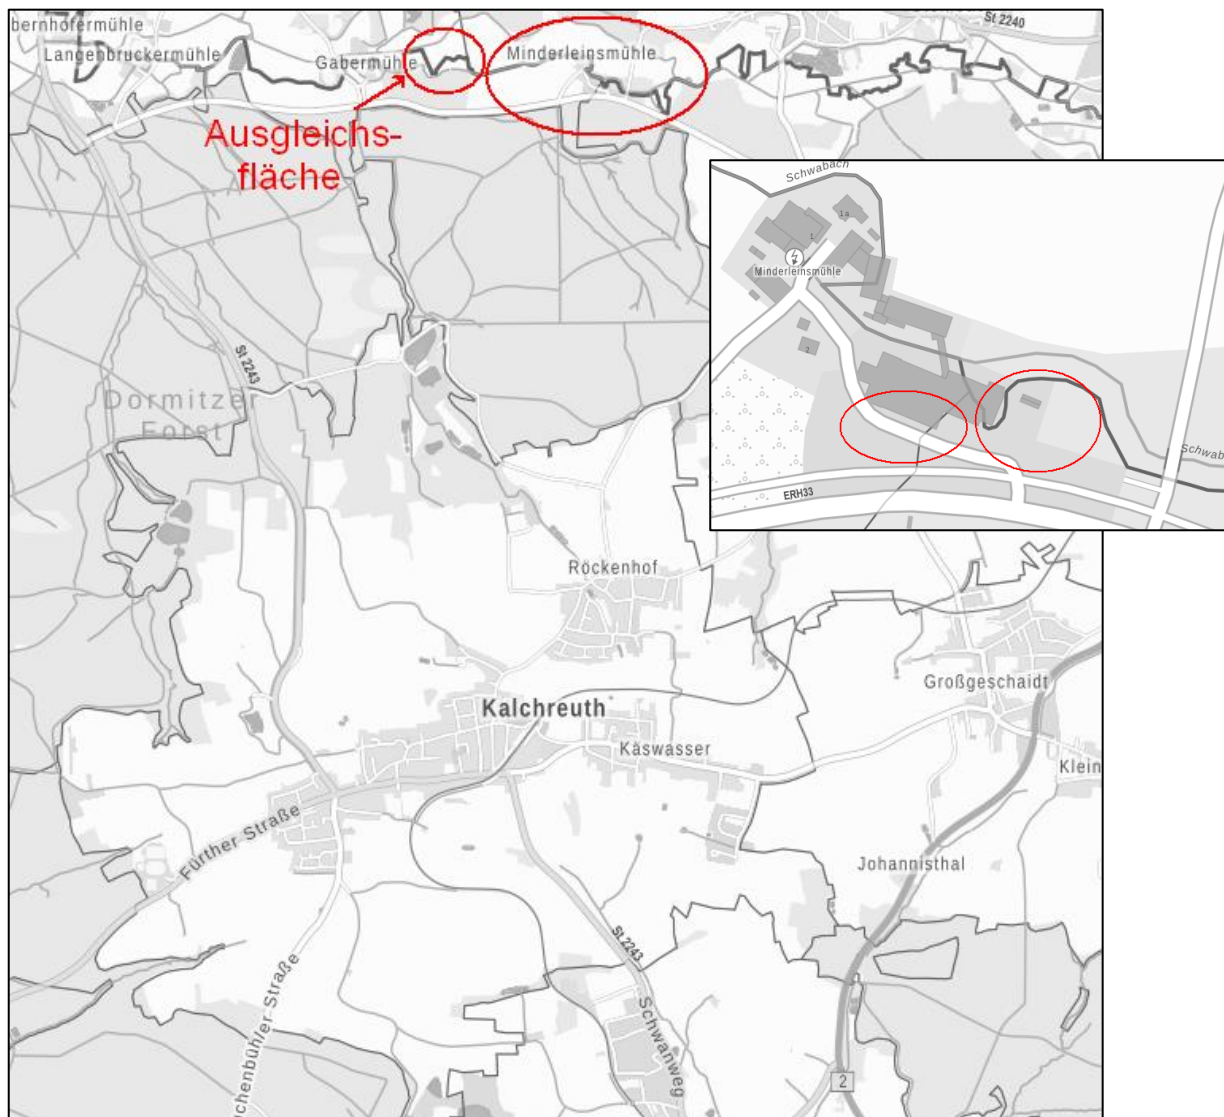 bernhofermühle
St 2240
Langenbruckermühle
Gabermühle
Minderleinsmühle
Ausgleichs-
fläche
Schwabach
1a
1
Minderleinsmühle
2
Schwab
ERH33
St 2243
Dormitzer
Forst
Röckenhof
Großgeschaidt
Kalchreuth
Käswasser
Klein
Fürther Straße
Johannisthal
St 2243
chenbühler Straße
Schwanweg
2